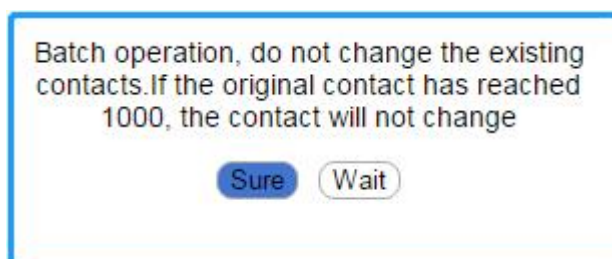 Batch operation, do not change the existing
contacts.If the original contact has reached
1000, the contact will not change
Sure Wait